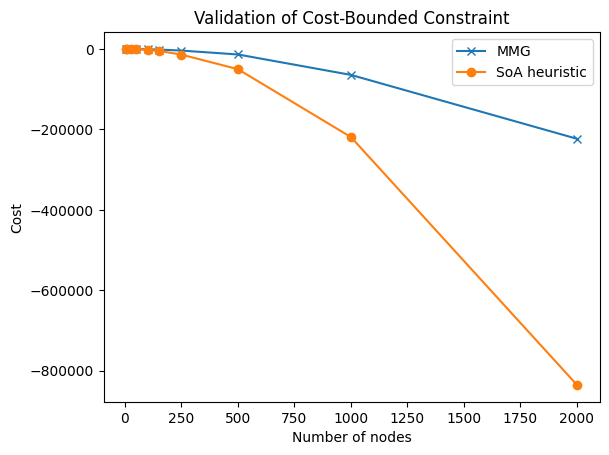 Validation of Cost-Bounded Constraint
MMG
SoA heuristic
Cost
0
−200000
−400000
−600000
−800000
0 250 500 750 1000 1250 1500 1750 2000
Number of nodes